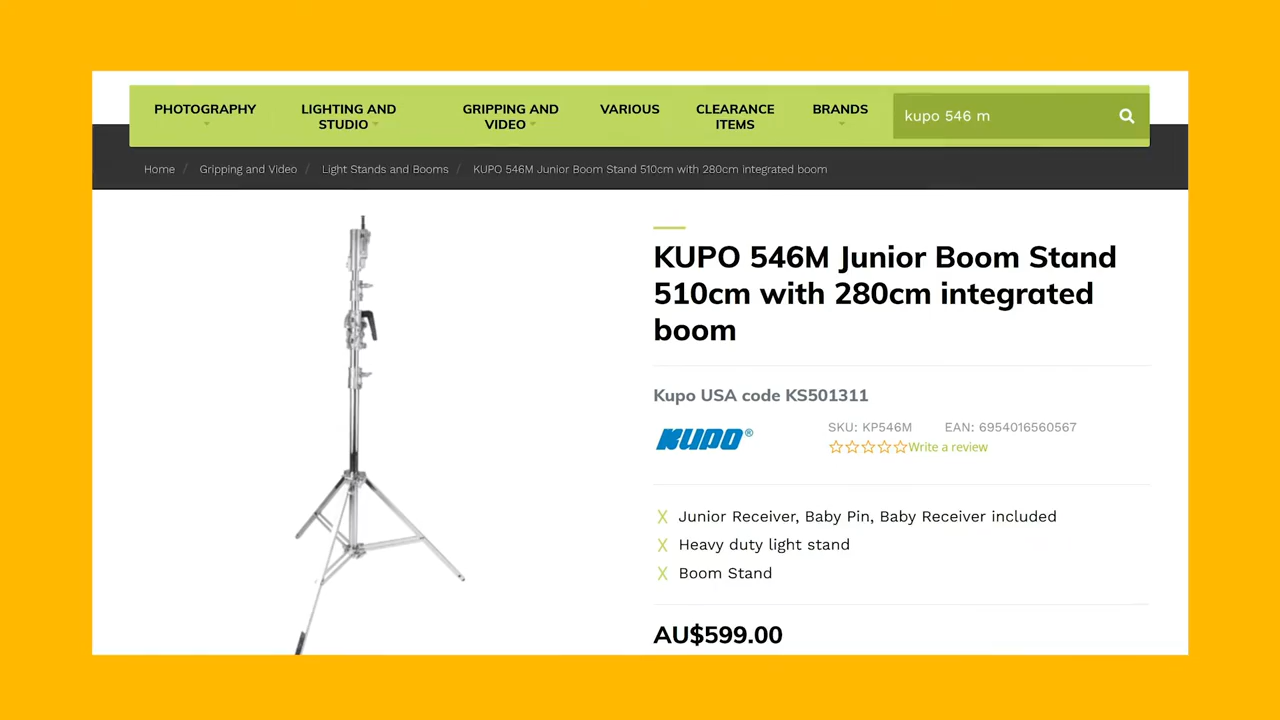 PHOTOGRAPHY
LIGHTING AND
STUDIO
GRIPPING AND
VIDEO
VARIOUS
CLEARANCE
ITEMS
BRANDS
kupo 546 m
Home / Gripping and Video / Light Stands and Booms / KUPO 546M Junior Boom Stand 510cm with 280cm integrated boom
KUPO 546M Junior Boom Stand
510cm with 280cm integrated
boom
Kupo USA code KS501311
KUPO®
SKU: KP546M EAN: 6954016560567
Write a review
X Junior Receiver, Baby Pin, Baby Receiver included
X Heavy duty light stand
X Boom Stand
AU$599.00